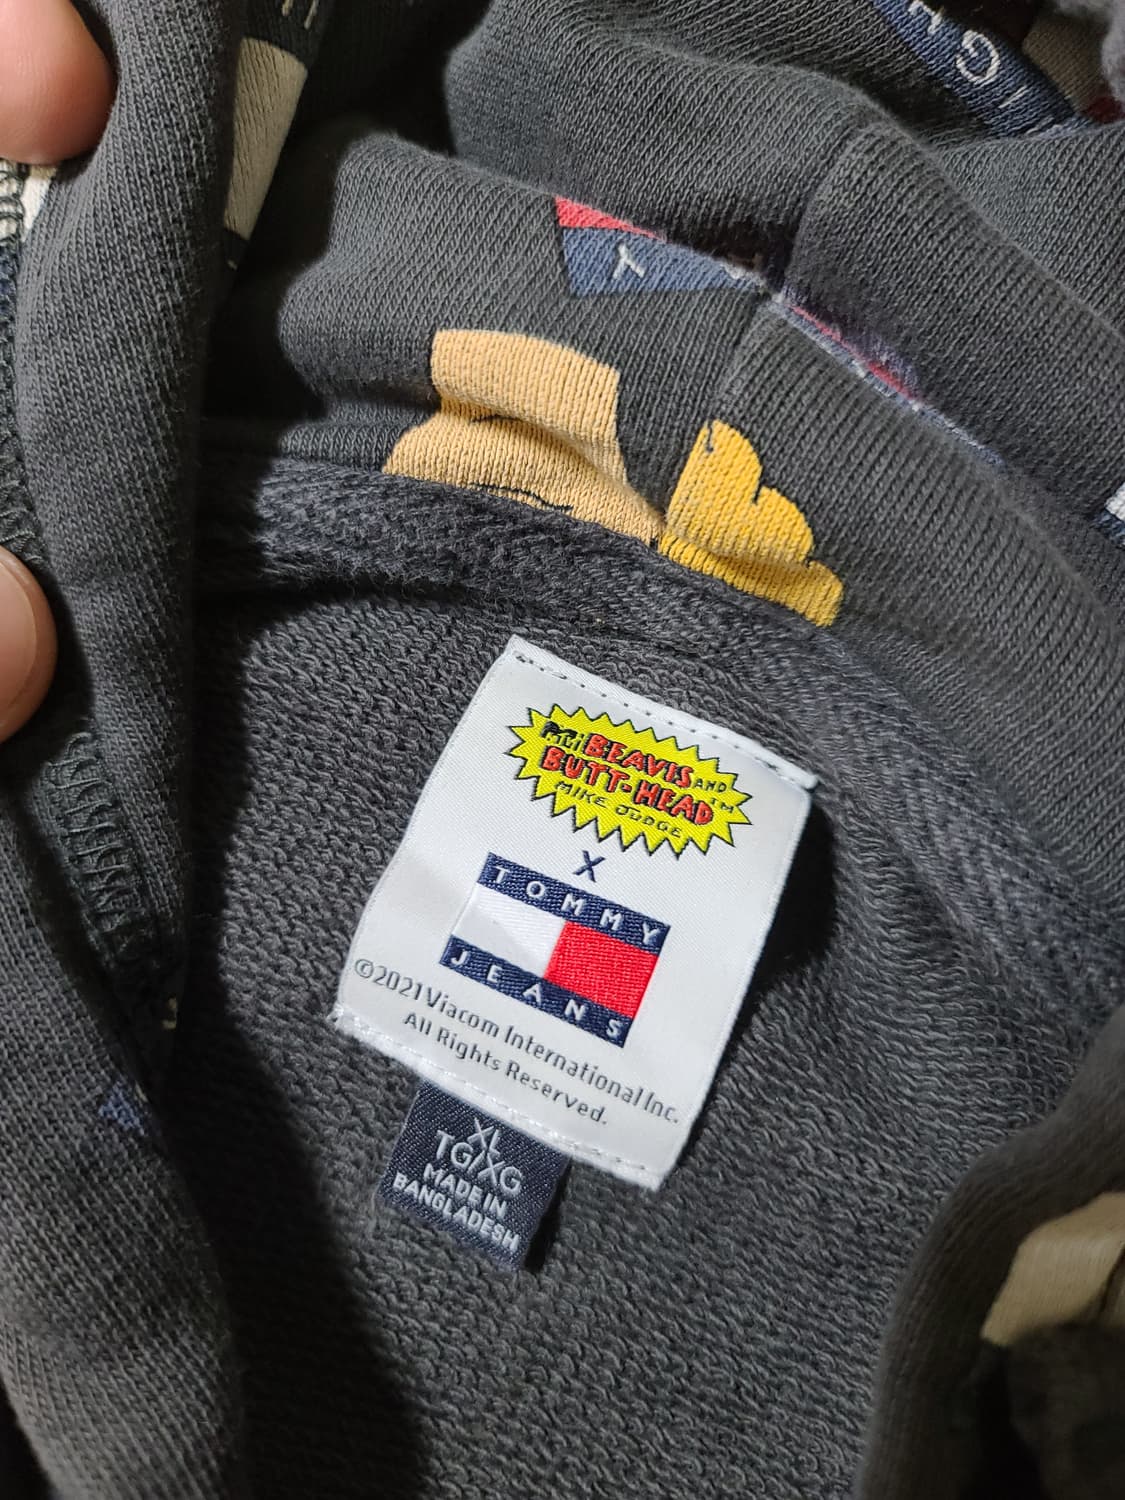 BEAVIS AND
BUTT-HEAD™
MIKE JUDGE
X
TOMMY
JEANS
©2021 Viacom International Inc.
All Rights Reserved.
XL
TG/XG
MADE IN
BANGLADESH